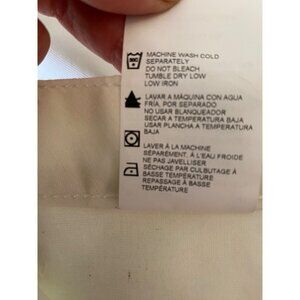 MACHINE WASH COLD
SEPARATELY
DO NOT BLEACH
TUMBLE DRY LOW
LOW IRON
LAVAR A MÁQUINA CON AGUA
FRÍA, POR SEPARADO
NO USAR BLANQUEADOR
SECAR A TEMPERATURA BAJA
USAR PLANCHA A TEMPERATURA
BAJA
LAVER À LA MACHINE
SÉPARÉMENT, À L'EAU FROIDE
NE PAS JAVELLISER
SÉCHAGE PAR CULBUTAGE À
BASSE TEMPÉRATURE
REPASSAGE À BASSE
TEMPÉRATURE